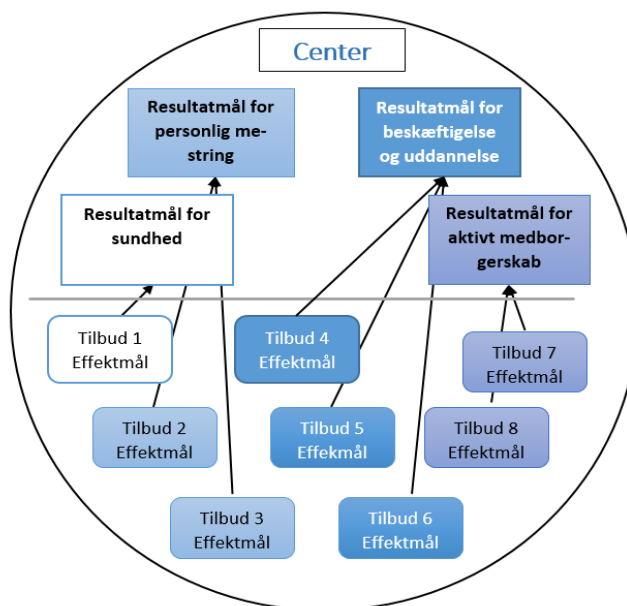 Center
Resultatmål for
personlig me-
string
Resultatmål for
beskæftigelse
og uddannelse
Resultatmål for
sundhed
Resultatmål for
aktivt medbor-
gerskab
Tilbud 1
Effektmål
Tilbud 4
Effektmål
Tilbud 7
Effektmål
Tilbud 2
Effektmål
Tilbud 5
Effekmål
Tilbud 8
Effektmål
Tilbud 3
Effektmål
Tilbud 6
Effektmål